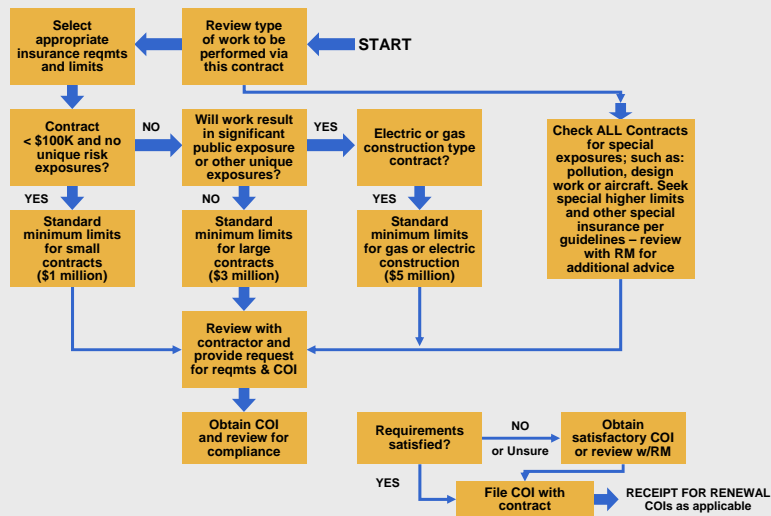 Select
appropriate
insurance reqmts
and limits
Review type
of work to be
performed via
this contract
START
Contract
< $100K and no
unique risk
exposures?
NO
Will work result
in significant
public exposure
or other unique
exposures?
YES
Electric or gas
construction type
contract?
Check ALL Contracts
for special
exposures; such as:
pollution, design
work or aircraft. Seek
special higher limits
and other special
insurance per
guidelines – review
with RM for
additional advice
YES
NO
YES
Standard
minimum limits
for small
contracts
($1 million)
Standard
minimum limits
for large
contracts
($3 million)
Standard
minimum limits
for gas or electric
construction
($5 million)
Review with
contractor and
provide request
for reqmts & COI
Obtain COI
and review for
compliance
Requirements
satisfied?
NO
or Unsure
Obtain
satisfactory COI
or review w/RM
YES
File COI with
contract
RECEIPT FOR RENEWAL
COIs as applicable